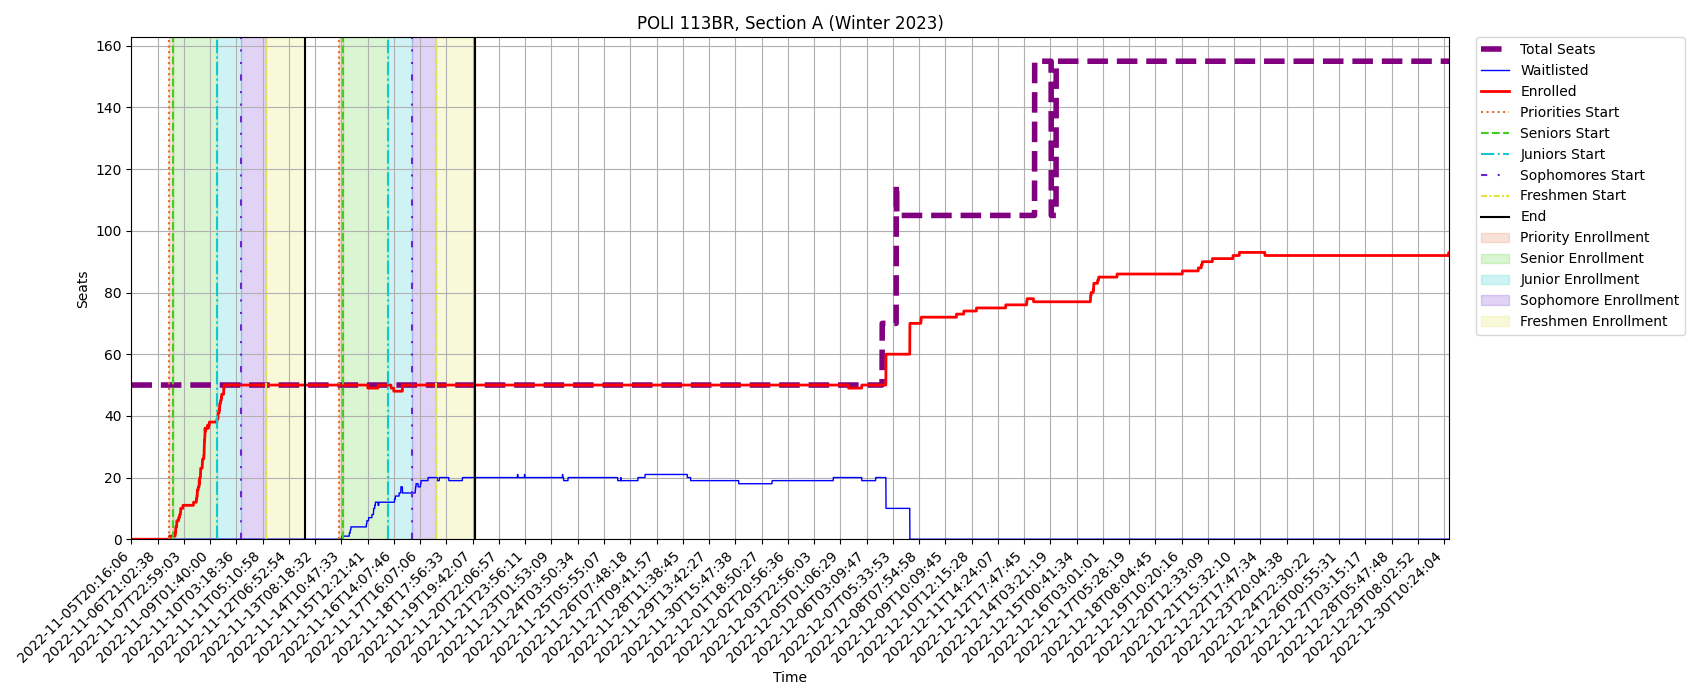 POLI 113BR, Section A (Winter 2023)
Seats
160
140
120
100
80
60
40
20
0
2022-11-05T20:16:06
2022-11-06T21:02:38
2022-11-07T22:59:03
2022-11-09T01:40:00
2022-11-10T03:18:36
2022-11-11T05:10:58
2022-11-12T06:52:54
2022-11-13T08:18:32
2022-11-14T10:47:33
2022-11-15T12:21:41
2022-11-16T14:07:46
2022-11-17T16:07:06
2022-11-18T17:56:33
2022-11-19T19:42:07
2022-11-20T22:06:57
2022-11-21T23:56:11
2022-11-23T01:53:09
2022-11-24T03:50:34
2022-11-25T05:55:07
2022-11-26T07:48:18
2022-11-27T09:41:57
2022-11-28T11:38:45
2022-11-29T13:42:27
2022-11-30T15:47:38
2022-12-01T18:50:27
2022-12-02T20:56:36
2022-12-03T22:56:03
2022-12-05T01:06:29
2022-12-06T03:09:47
2022-12-07T05:33:53
2022-12-08T07:54:58
2022-12-09T10:09:59
2022-12-10T12:15:28
2022-12-11T14:24:07
2022-12-12T17:47:45
2022-12-14T03:21:19
2022-12-15T00:41:34
2022-12-16T03:01:01
2022-12-17T05:28:19
2022-12-18T08:04:45
2022-12-19T10:20:16
2022-12-20T12:33:09
2022-12-21T15:32:10
2022-12-22T17:47:34
2022-12-23T20:04:38
2022-12-24T22:30:22
2022-12-26T00:55:31
2022-12-27T03:15:17
2022-12-28T05:47:48
2022-12-29T08:02:52
2022-12-30T10:24:04
Time
Total Seats
Waitlisted
Enrolled
Priorities Start
Seniors Start
Juniors Start
Sophomores Start
Freshmen Start
End
Priority Enrollment
Senior Enrollment
Junior Enrollment
Sophomore Enrollment
Freshmen Enrollment